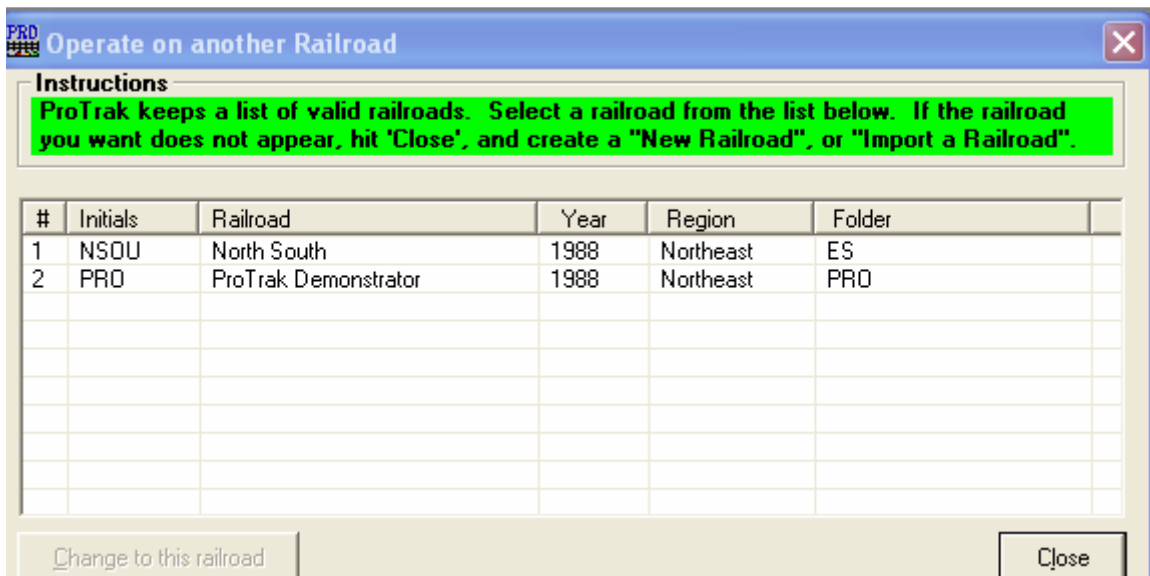 PRO
Operate on another Railroad
Instructions
ProTrak keeps a list of valid railroads. Select a railroad from the list below. If the railroad
you want does not appear, hit 'Close', and create a "New Railroad", or "Import a Railroad".
# Initials Railroad Year Region Folder
1 NSOU North South 1988 Northeast ES
2 PRO ProTrak Demonstrator 1988 Northeast PRO
Change to this railroad Close